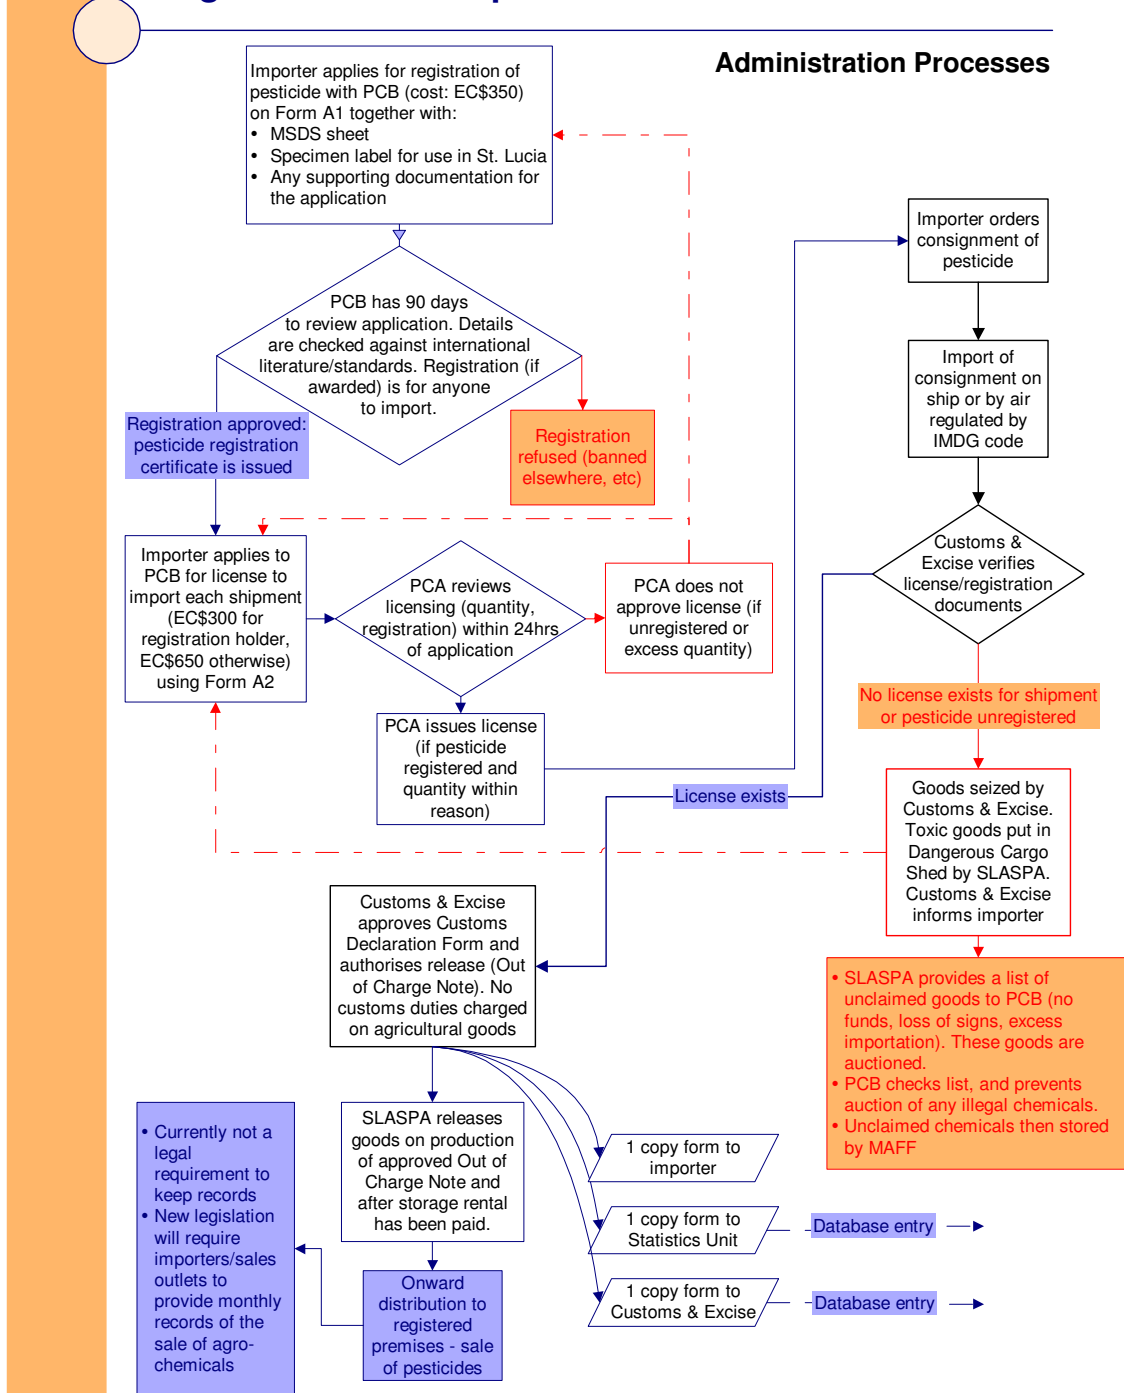 Administration Processes
Importer applies for registration of
pesticide with PCB (cost: EC$350)
on Form A1 together with:
• MSDS sheet
• Specimen label for use in St. Lucia
• Any supporting documentation for
the application
PCB has 90 days
to review application. Details
are checked against international
literature/standards. Registration (if
awarded) is for anyone
to import.
Registration approved:
pesticide registration
certificate is issued
Registration
refused (banned
elsewhere, etc)
Importer applies to
PCB for license to
import each shipment
(EC$300 for
registration holder,
EC$650 otherwise)
using Form A2
PCA reviews
licensing (quantity,
registration) within 24hrs
of application
PCA does not
approve license (if
unregistered or
excess quantity)
PCA issues license
(if pesticide
registered and
quantity within
reason)
Importer orders
consignment of
pesticide
Import of
consignment on
ship or by air
regulated by
IMDG code
Customs &
Excise verifies
license/registration
documents
No license exists for shipment
or pesticide unregistered
License exists
Goods seized by
Customs & Excise.
Toxic goods put in
Dangerous Cargo
Shed by SLASPA.
Customs & Excise
informs importer
• SLASPA provides a list of
unclaimed goods to PCB (no
funds, loss of signs, excess
importation). These goods are
auctioned.
• PCB checks list, and prevents
auction of any illegal chemicals.
• Unclaimed chemicals then stored
by MAFF
Customs & Excise
approves Customs
Declaration Form and
authorises release (Out
of Charge Note). No
customs duties charged
on agricultural goods
SLASPA releases
goods on production
of approved Out of
Charge Note and
after storage rental
has been paid.
1 copy form to
importer
1 copy form to
Statistics Unit
Database entry
1 copy form to
Customs & Excise
Database entry
Onward
distribution to
registered
premises - sale
of pesticides
• Currently not a
legal
requirement to
keep records
• New legislation
will require
importers/sales
outlets to
provide monthly
records of the
sale of agro-
chemicals